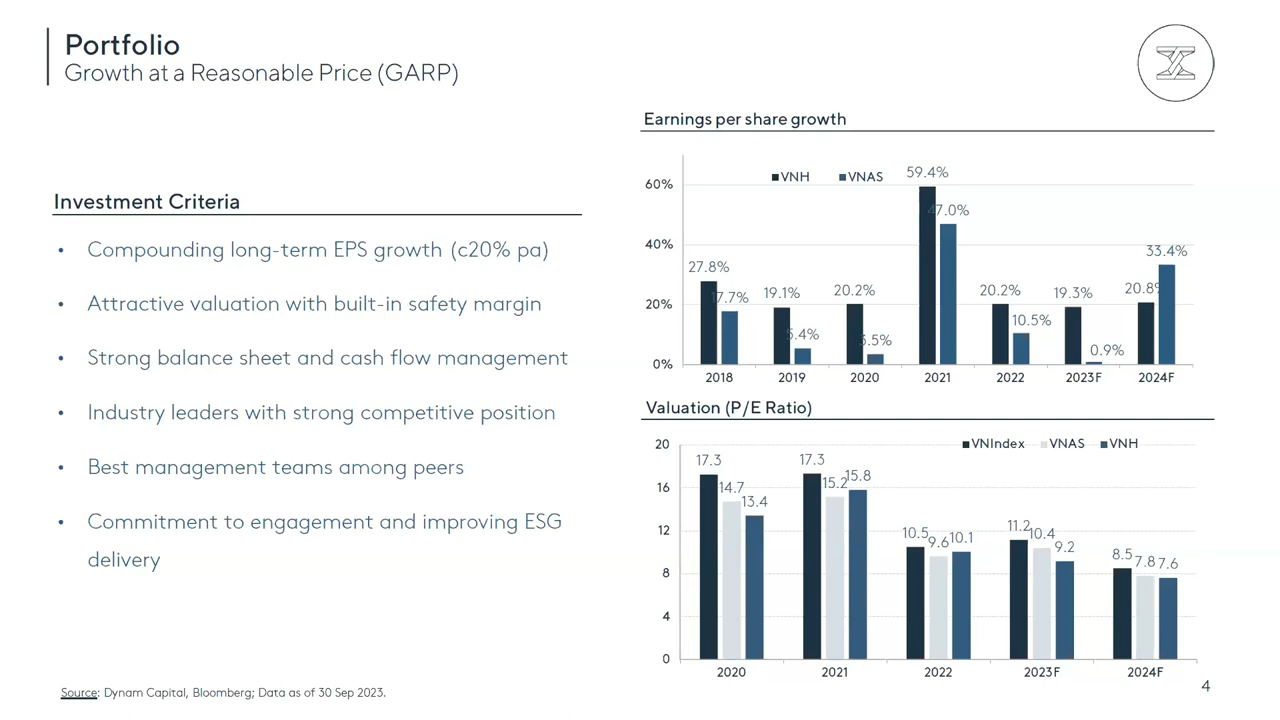 Portfolio
Growth at a Reasonable Price (GARP)
Investment Criteria
• Compounding long-term EPS growth (c20% pa)
• Attractive valuation with built-in safety margin
• Strong balance sheet and cash flow management
• Industry leaders with strong competitive position
• Best management teams among peers
• Commitment to engagement and improving ESG
delivery
Earnings per share growth
VNH VNAS
60%
40%
20%
0%
27.8% 17.7% 19.1% 5.4% 20.2% 3.5% 59.4% 47.0% 20.2% 10.5% 19.3% 0.9% 20.8% 33.4%
2018 2019 2020 2021 2022 2023F 2024F
Valuation (P/E Ratio)
VNIndex VNAS VNH
20
16
12
8
4
0
17.3 14.7 13.4 17.3 15.2 15.8 10.5 9.6 10.1 11.2 10.4 9.2 8.5 7.8 7.6
2020 2021 2022 2023F 2024F
Source: Dynam Capital, Bloomberg; Data as of 30 Sep 2023.
4